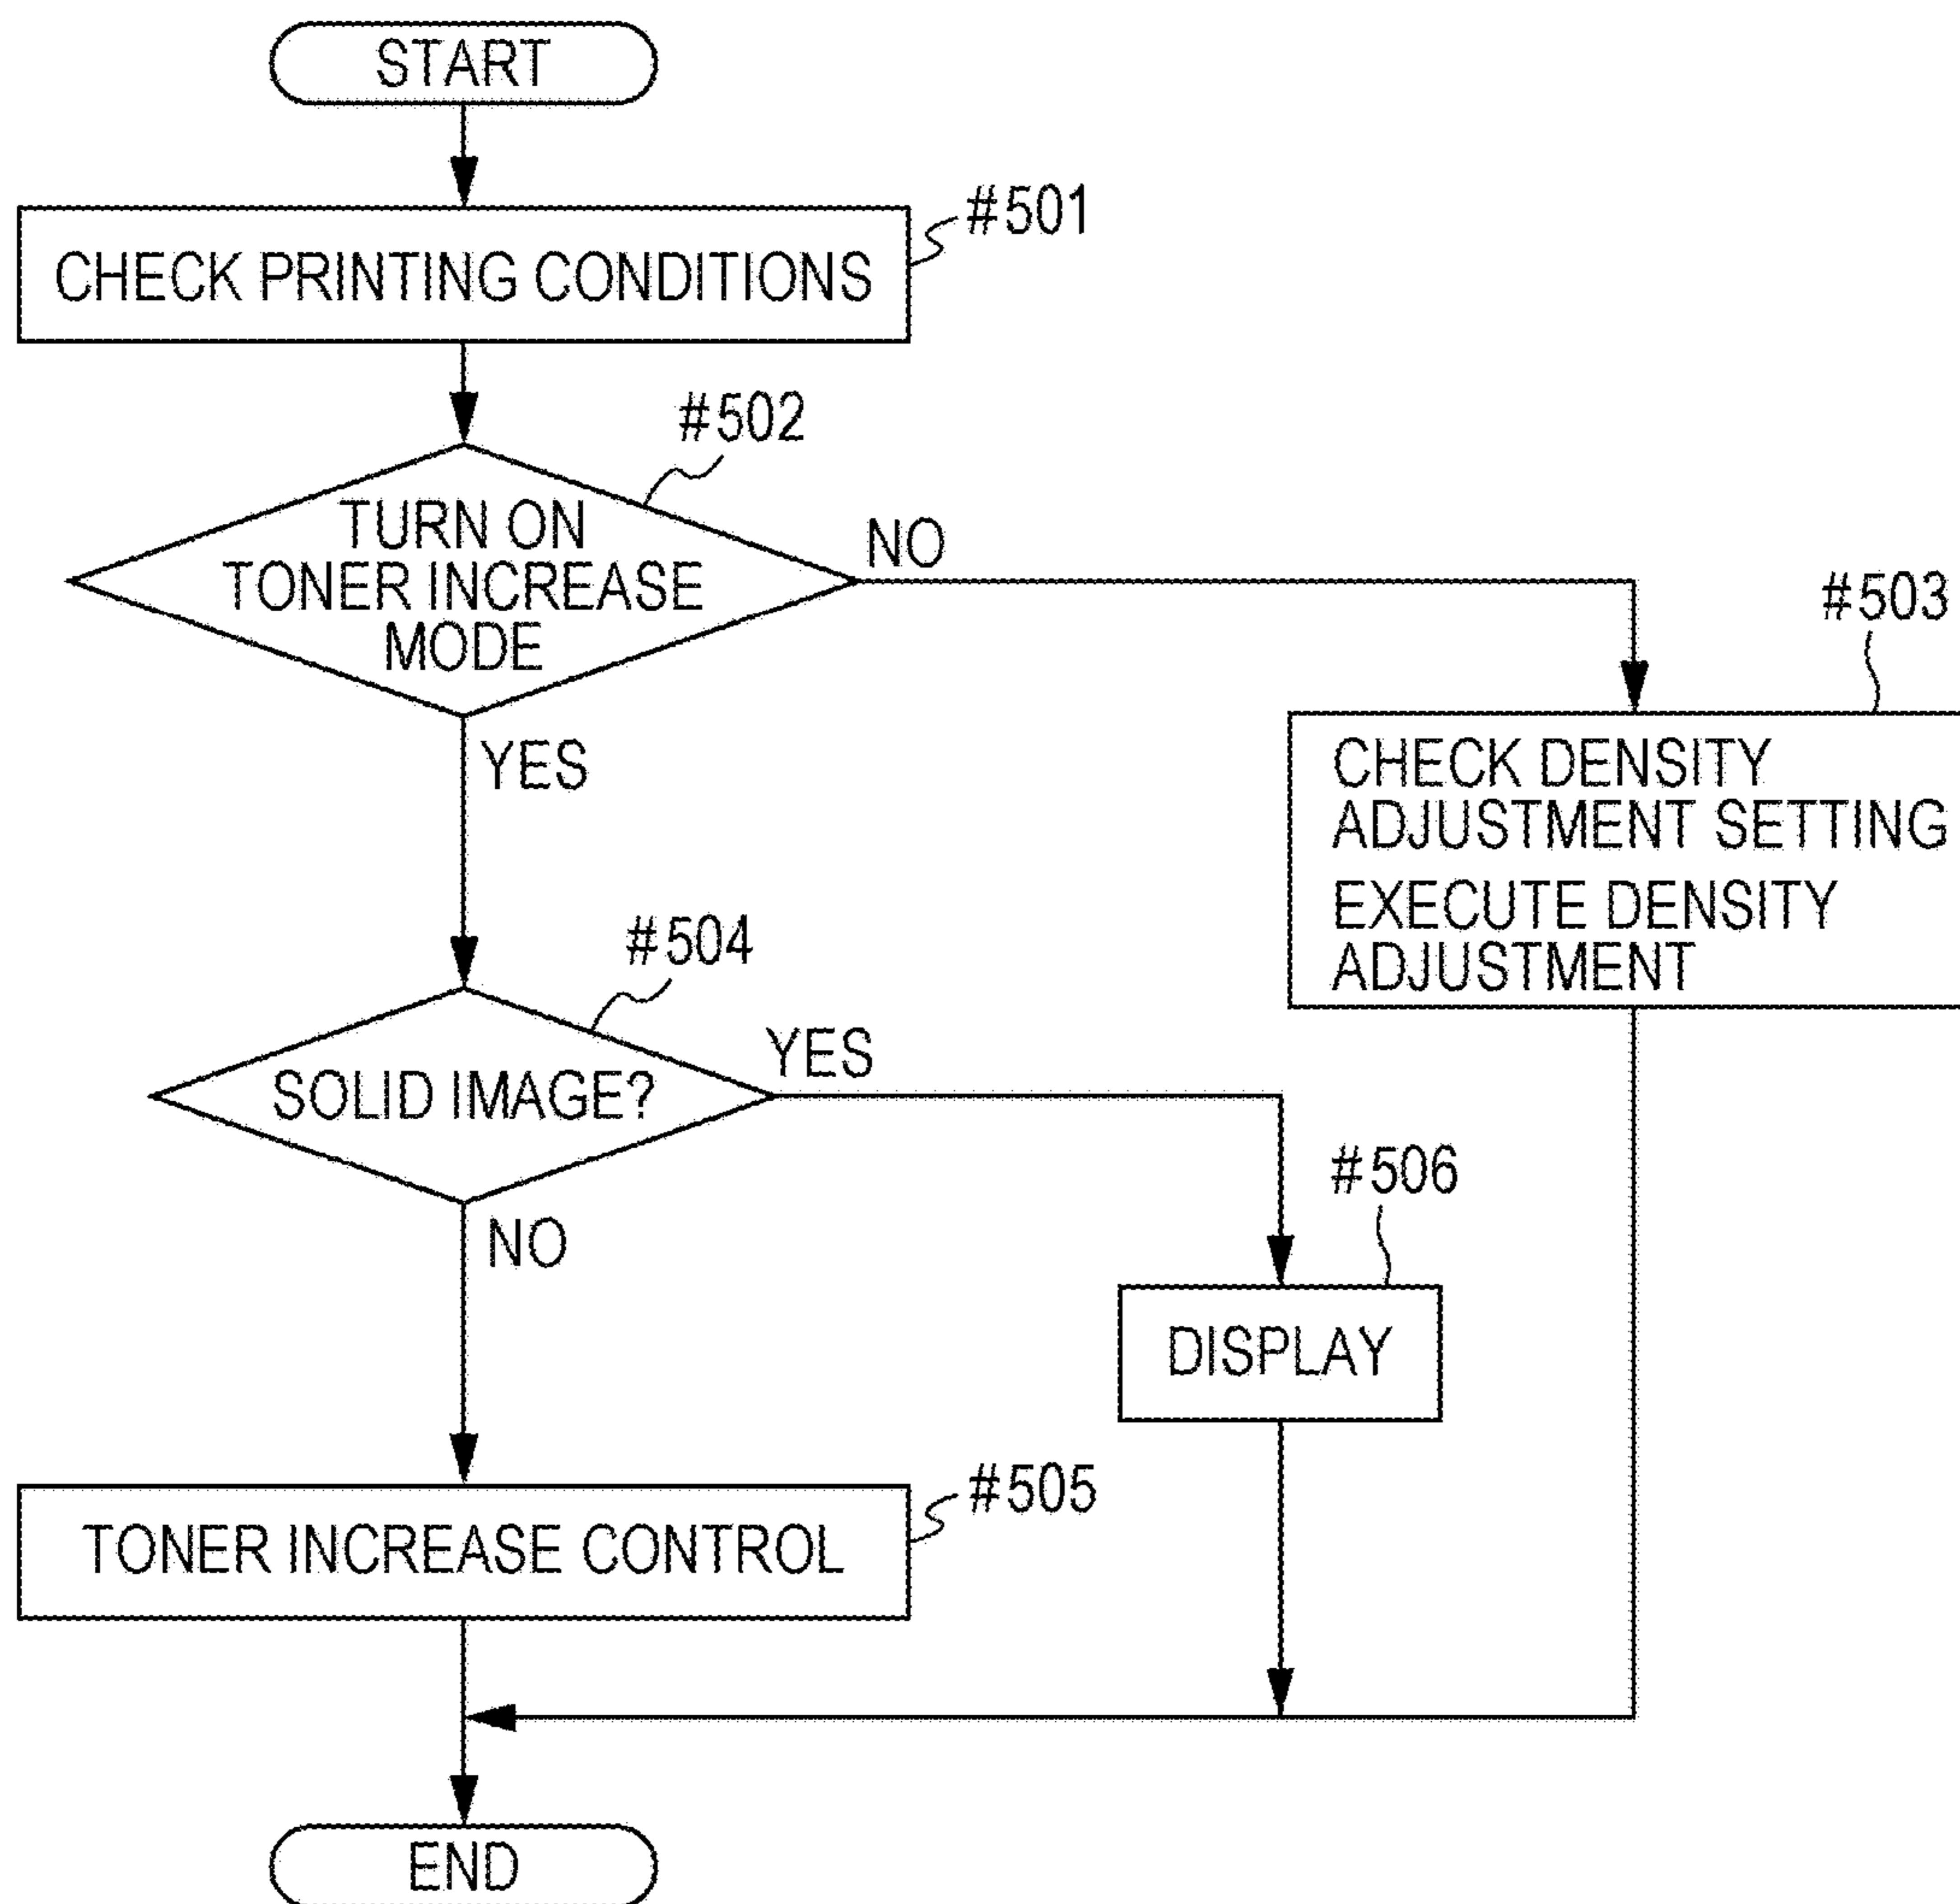 START
#501
CHECK PRINTING CONDITIONS
#502
TURN ON
TONER INCREASE
MODE
NO
YES
#503
CHECK DENSITY
ADJUSTMENT SETTING
EXECUTE DENSITY
ADJUSTMENT
#504
SOLID IMAGE?
YES
NO
#506
DISPLAY
#505
TONER INCREASE CONTROL
END